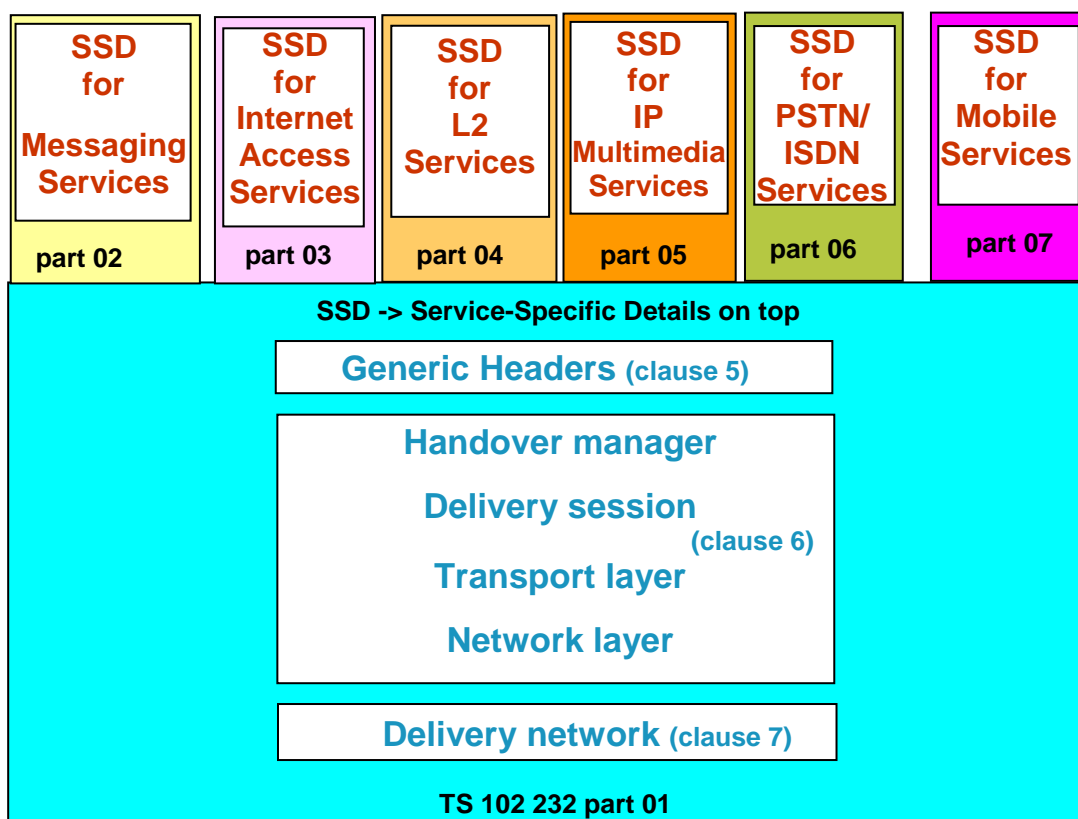 SSD
for
Messaging
Services
part 02
SSD
for
Internet
Access
Services
part 03
SSD
for
L2
Services
part 04
SSD
for
IP
Multimedia
Services
part 05
SSD
for
PSTN/
ISDN
Services
part 06
SSD
for
Mobile
Services
part 07
SSD -> Service-Specific Details on top
Generic Headers (clause 5)
Handover manager
Delivery session
(clause 6)
Transport layer
Network layer
Delivery network (clause 7)
TS 102 232 part 01